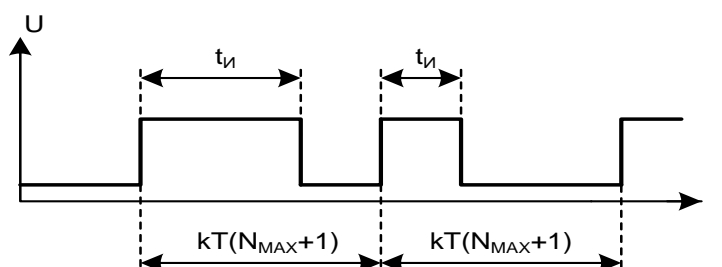 U
tИ tИ
kT(NMAX+1) kT(NMAX+1)